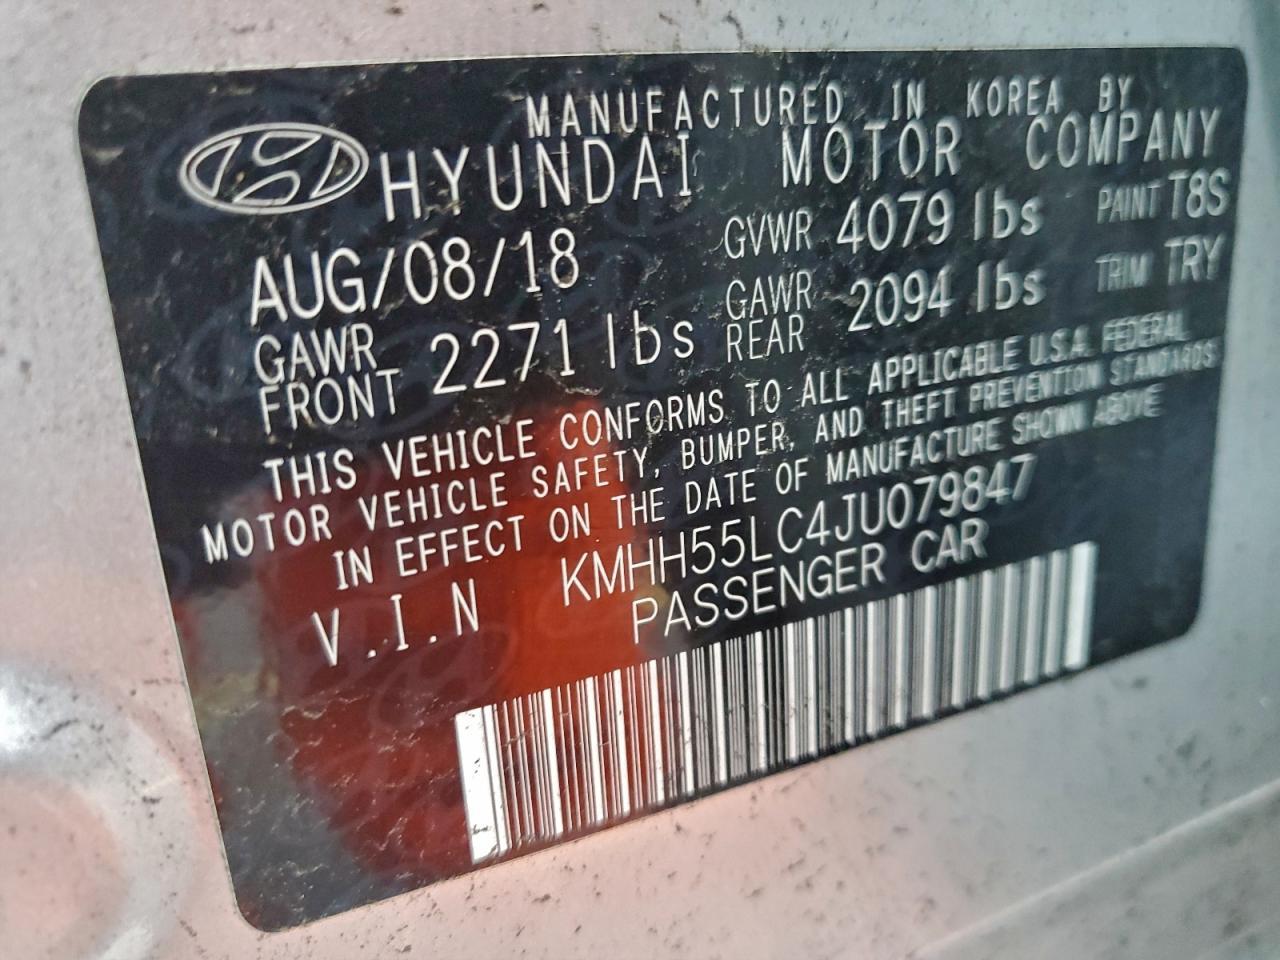 MANUFACTURED IN KOREA BY
HYUNDAI MOTOR COMPANY
AUG/08/18 GVWR 4079 lbs PAINT T8S
GAWR FRONT 2271 lbs GAWR REAR 2094 lbs TRIM TRY
THIS VEHICLE CONFORMS TO ALL APPLICABLE U.S.A. FEDERAL
MOTOR VEHICLE SAFETY, BUMPER, AND THEFT PREVENTION STANDARDS
IN EFFECT ON THE DATE OF MANUFACTURE SHOWN ABOVE
V.I.N KMHH55LC4JU079847
PASSENGER CAR